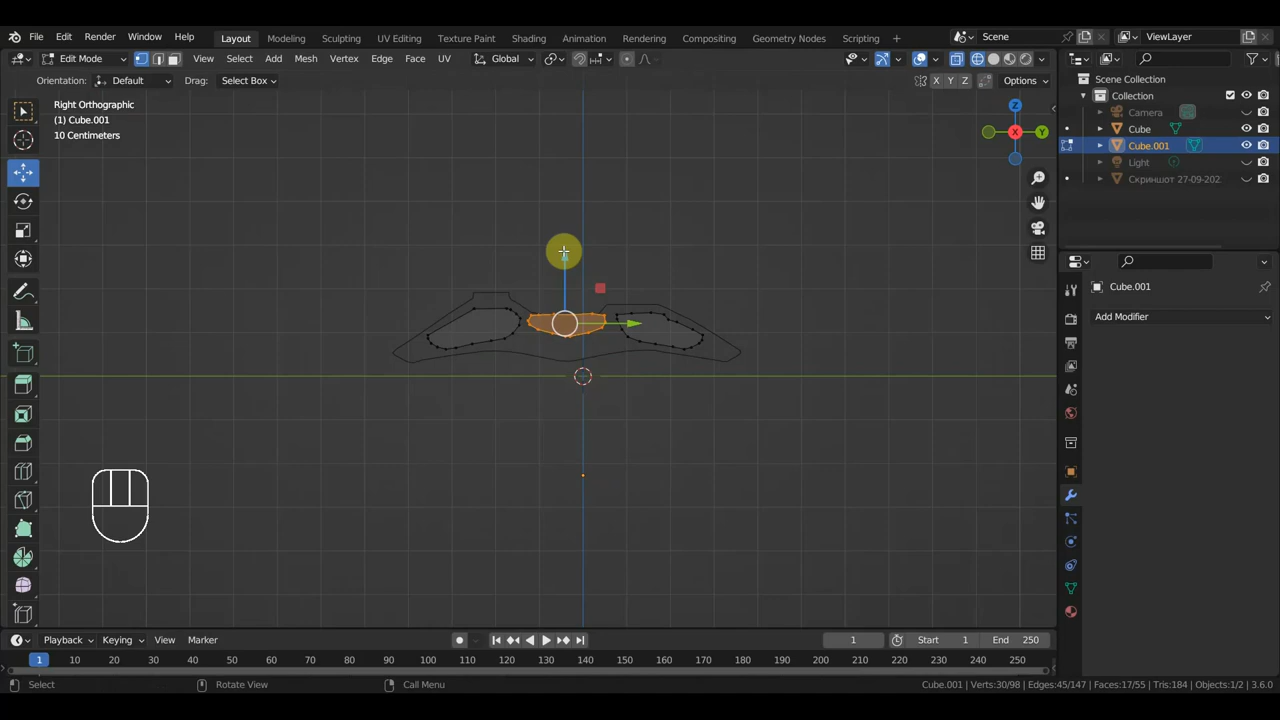 File Edit Render Window Help Layout Modeling Sculpting UV Editing Texture Paint Shading Animation Rendering Compositing Geometry Nodes Scripting Scene ViewLayer
Edit Mode View Select Add Mesh Vertex Edge Face UV Global
Orientation: Default Drag: Select Box X Y Z Options
Right Orthographic
(1) Cube.001
10 Centimeters
Z
X
Y
Scene Collection
Collection
Camera
Cube
Cube.001
Light
Скриншот 27-09-202
Cube.001
Add Modifier
Playback Keying View Marker 1 Start 1 End 250
1 10 20 30 40 50 60 70 80 90 100 110 120 130 140 150 160 170 180 190 200 210 220 230 240 250
Select Rotate View Call Menu Cube.001 | Verts:30/98 | Edges:45/147 | Faces:17/55 | Tris:184 | Objects:1/2 | 3.6.0